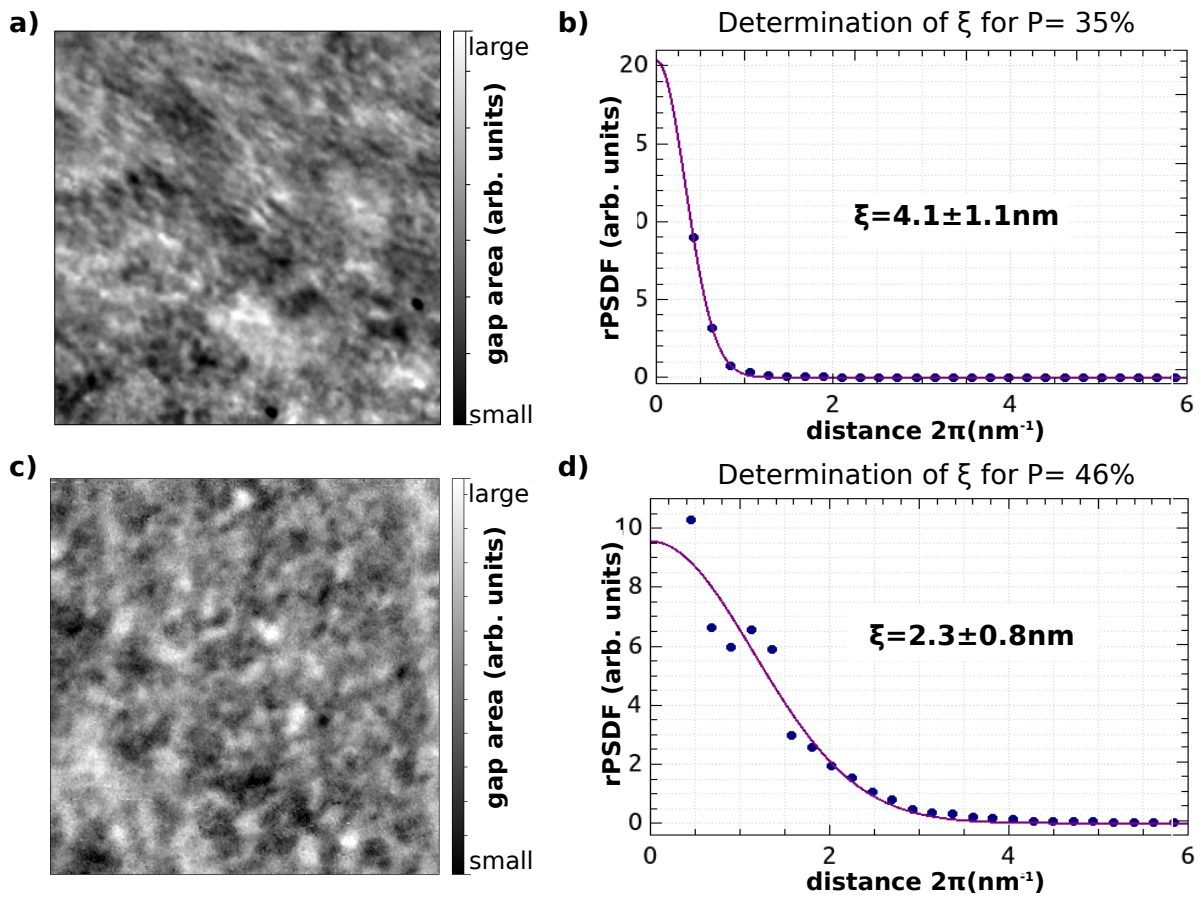 a)
large
gap area (arb. units)
small
b)
Determination of ξ for P= 35%
20
5
0
5
0
rPSDF (arb. units)
ξ=4.1±1.1nm
0 2 4 6
distance 2π(nm⁻¹)
c)
large
gap area (arb. units)
small
d)
Determination of ξ for P= 46%
10
8
6
4
2
0
rPSDF (arb. units)
ξ=2.3±0.8nm
0 2 4 6
distance 2π(nm⁻¹)